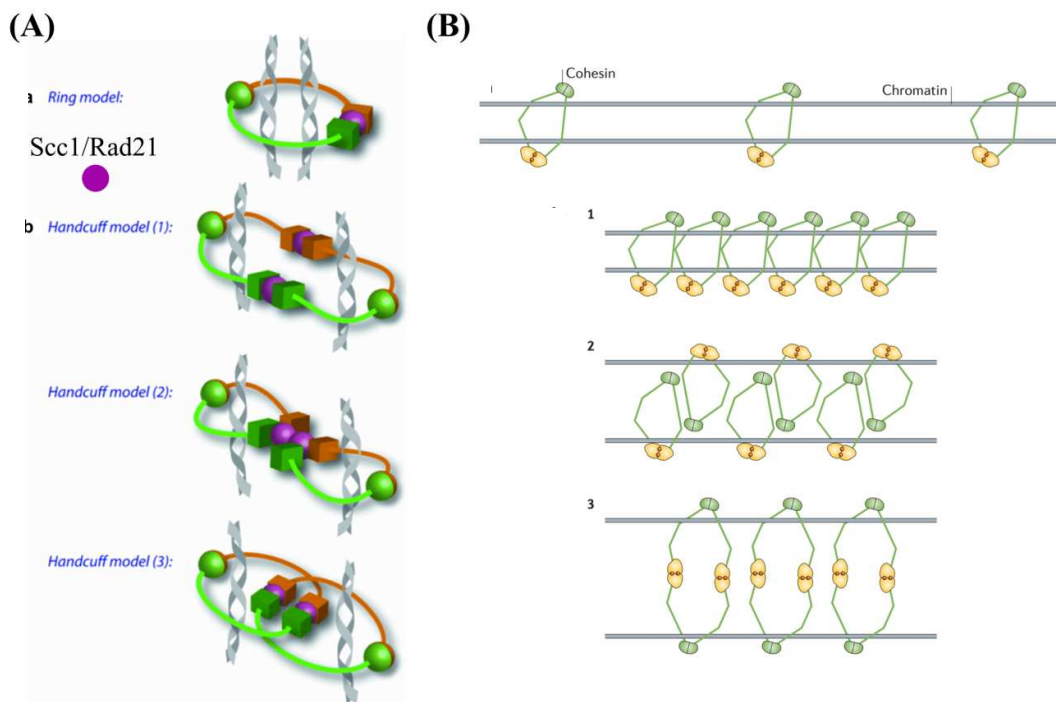 (A)
a Ring model:
Scc1/Rad21
b Handcuff model (1):
Handcuff model (2):
Handcuff model (3):
(B)
Cohesin
Chromatin
1
2
3